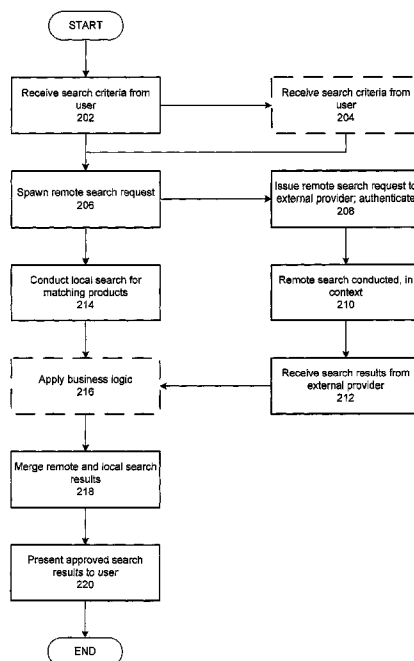 START
Receive search criteria from
user
202
Receive search criteria from
user
204
Spawn remote search request
206
Issue remote search request to
external provider; authenticate
208
Conduct local search for
matching products
214
Remote search conducted, in
context
210
Apply business logic
216
Receive search results from
external provider
212
Merge remote and local search
results
218
Present approved search
results to user
220
END